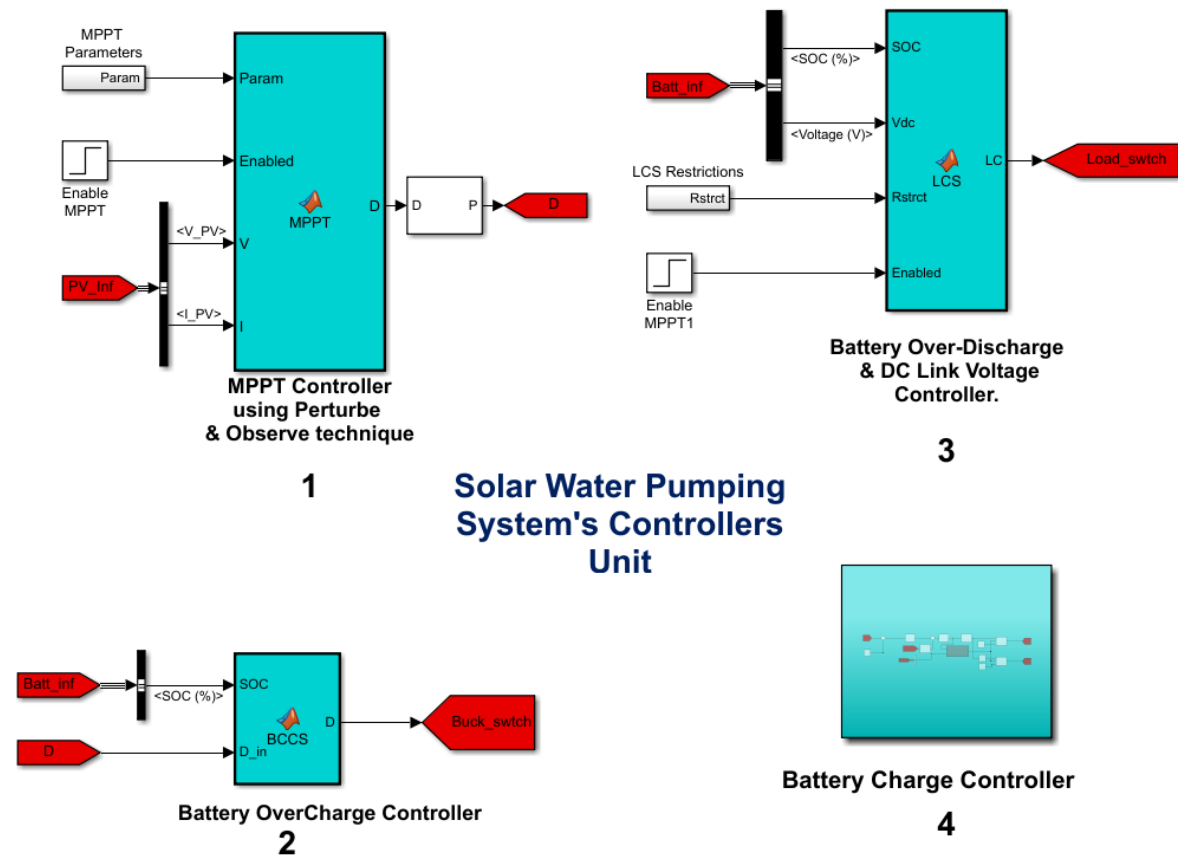 MPPT
Parameters
Param
Param
Enable
MPPT
Enabled
PV_Inf
<V_PV>
V
<I_PV>
I
MPPT
D
D
P
D
MPPT Controller
using Perturbe
& Observe technique
1
Batt_inf
<SOC (%)>
SOC
<Voltage (V)>
Vdc
LCS Restrictions
Rstrct
Rstrct
Enable
MPPT1
Enabled
LCS
LC
Load_swtch
Battery Over-Discharge
& DC Link Voltage
Controller.
3
Solar Water Pumping
System's Controllers
Unit
Batt_inf
<SOC (%)>
SOC
D
D_in
BCCS
D
Buck_swtch
Battery OverCharge Controller
2
Battery Charge Controller
4